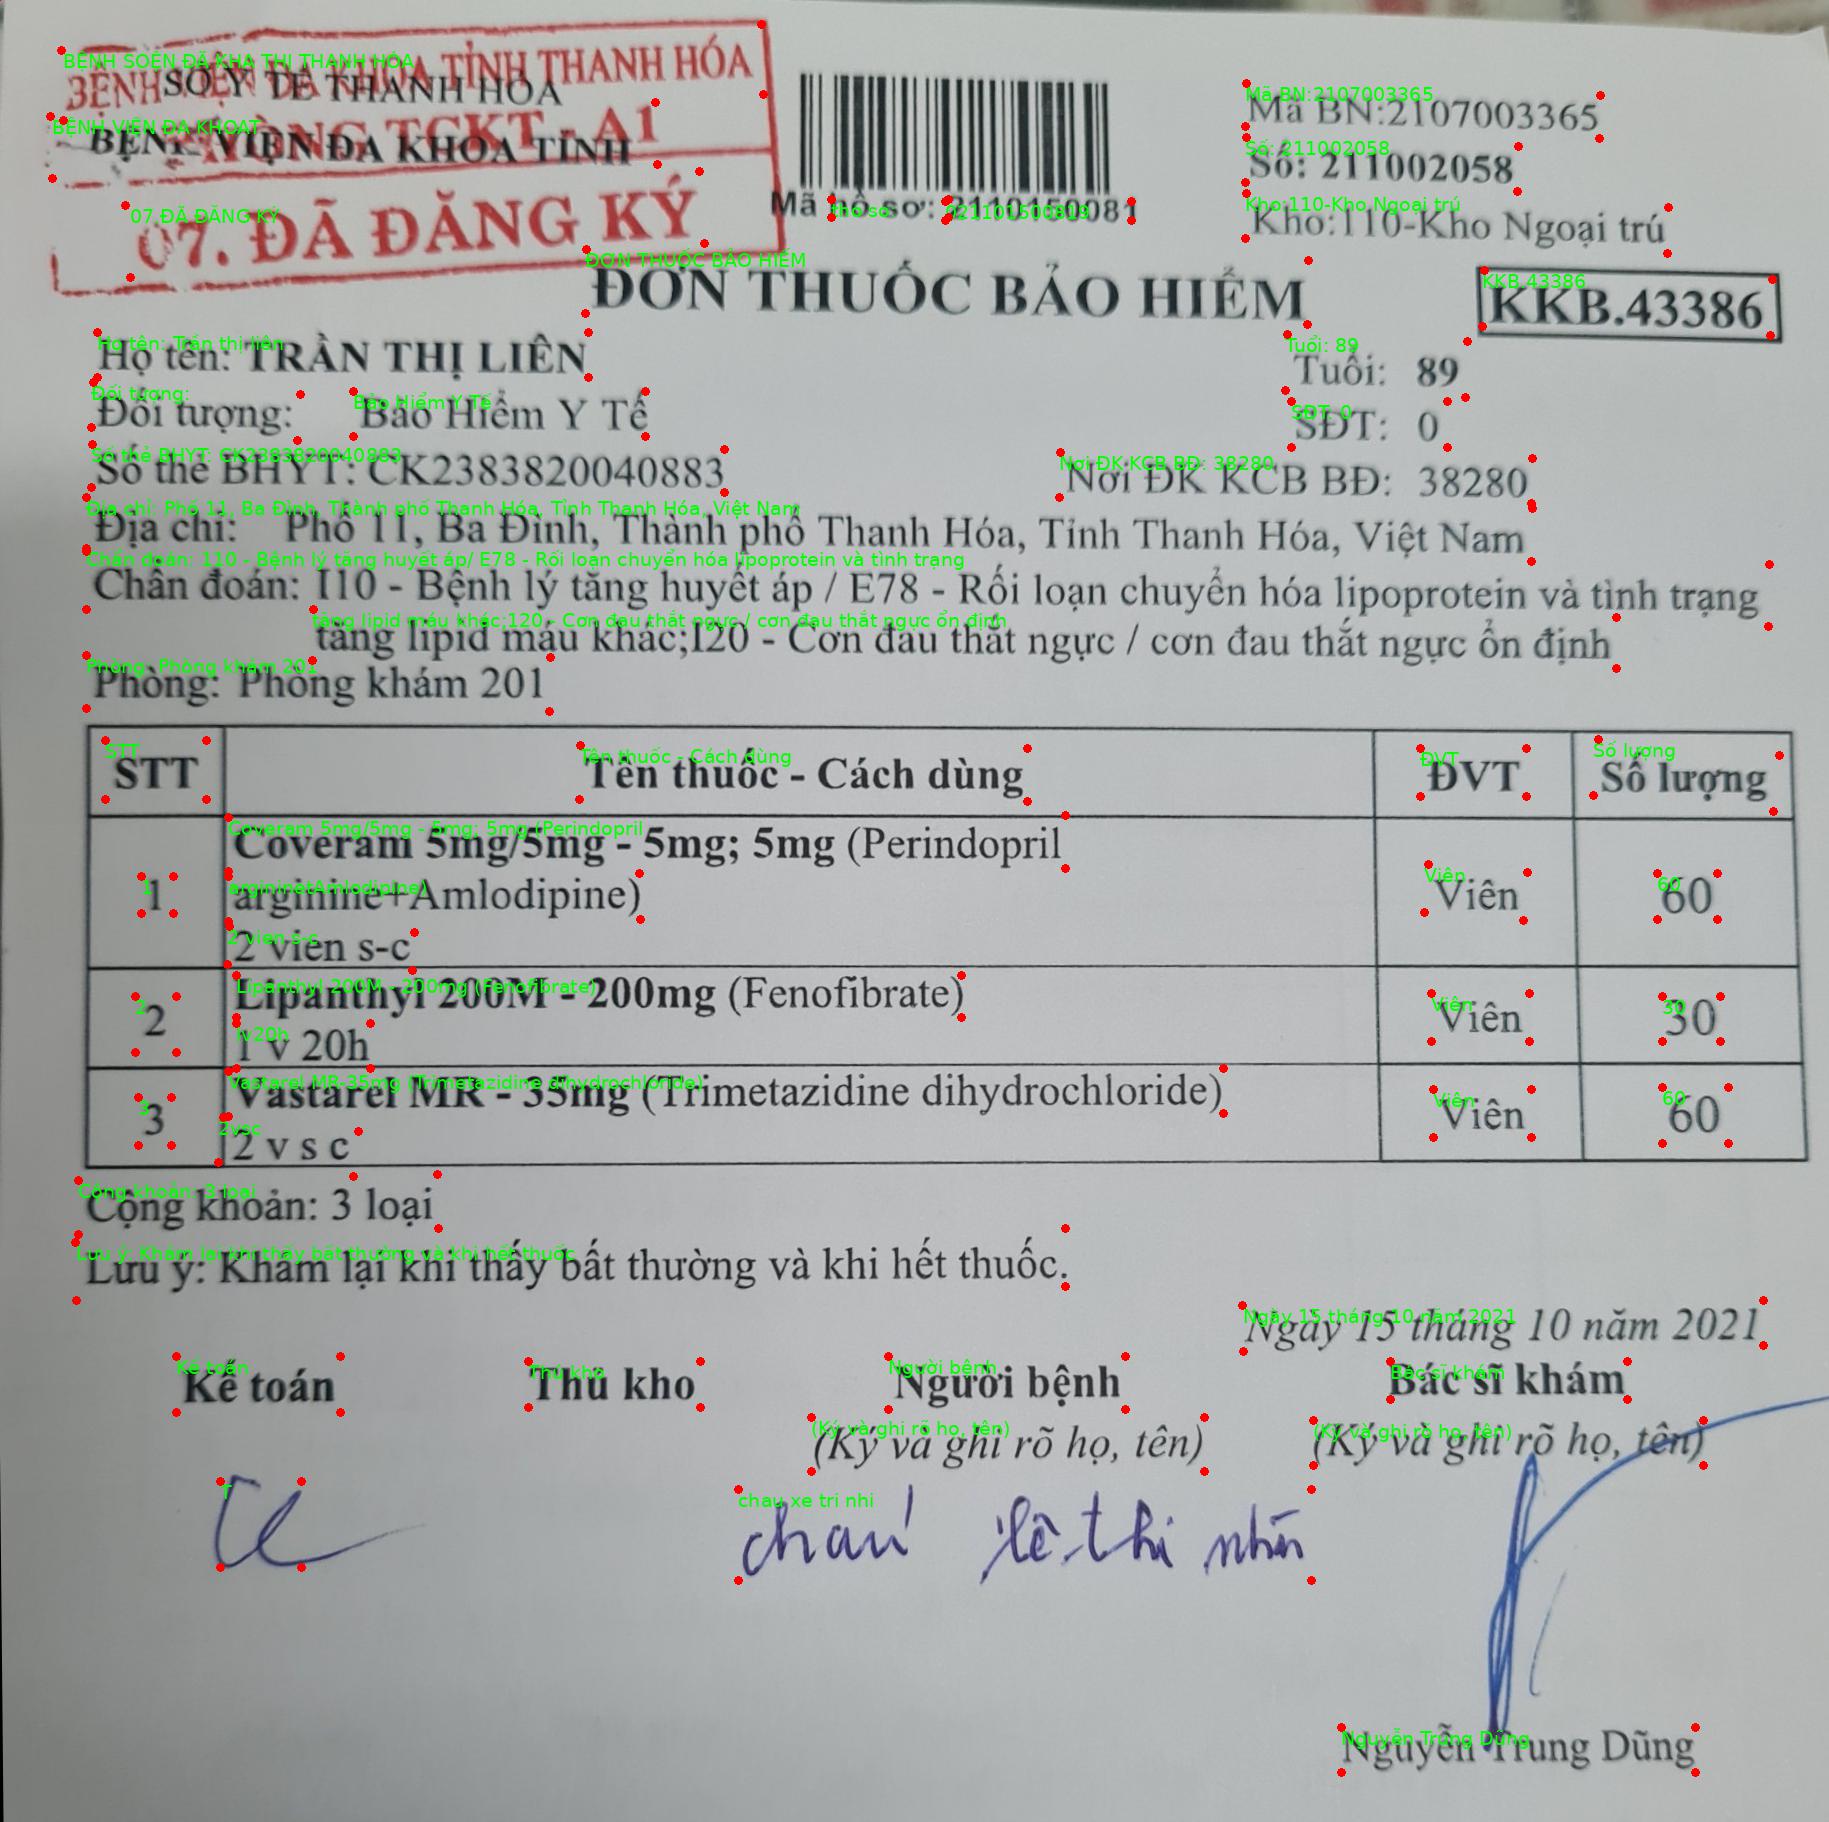 BỆNH VIỆN ĐA KHOA TỈNH THANH HÓA
SỞ Y TẾ THANH HÓA
PHÒNG TCKT - A1
BỆNH VIỆN ĐA KHOA TỈNH
07. ĐÃ ĐĂNG KÝ
Mã hồ sơ: 2110150081
Mã BN:2107003365
Số: 211002058
Kho:110-Kho Ngoại trú
ĐƠN THUỐC BẢO HIỂM
KKB.43386
Họ tên: TRẦN THỊ LIÊN Tuổi: 89
Đối tượng: Bảo Hiểm Y Tế SĐT: 0
Số thẻ BHYT: CK2383820040883 Nơi ĐK KCB BĐ: 38280
Địa chỉ: Phố 11, Ba Đình, Thành phố Thanh Hóa, Tỉnh Thanh Hóa, Việt Nam
Chẩn đoán: I10 - Bệnh lý tăng huyết áp / E78 - Rối loạn chuyển hóa lipoprotein và tình trạng
tăng lipid máu khác;I20 - Cơn đau thắt ngực / cơn đau thắt ngực ổn định
Phòng: Phòng khám 201
STT Tên thuốc - Cách dùng ĐVT Số lượng
1 Coveram 5mg/5mg - 5mg; 5mg (Perindopril
arginine+Amlodipine) Viên 60
2 vien s-c
2 Lipanthyl 200M - 200mg (Fenofibrate) Viên 30
1 v 20h
3 Vastarel MR - 35mg (Trimetazidine dihydrochloride) Viên 60
2 v s c
Cộng khoản: 3 loại
Lưu ý: Khám lại khi thấy bất thường và khi hết thuốc.
Ngày 15 tháng 10 năm 2021
Kế toán Thủ kho Người bệnh Bác sĩ khám
(Ký và ghi rõ họ, tên) (Ký và ghi rõ họ, tên)
lê thi
Nguyễn Trung Dũng